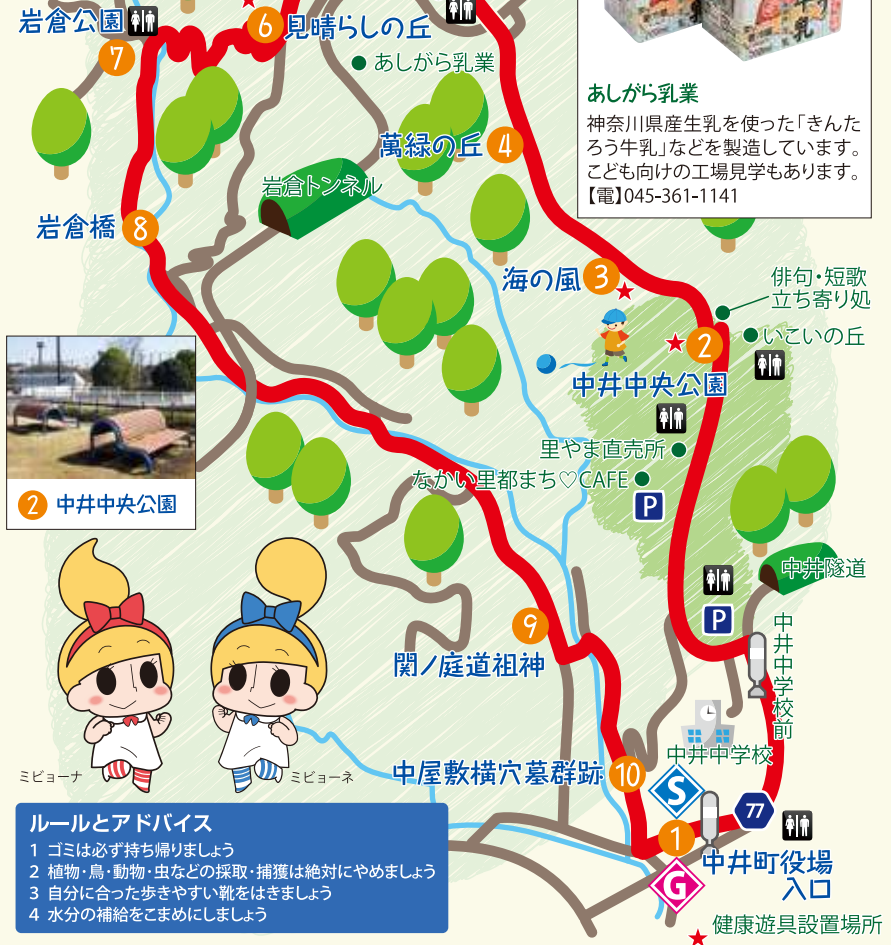 岩倉公園
7
6 見晴らしの丘
あしがら乳業
あしがら乳業
神奈川県産生乳を使った「きんた
ろう牛乳」などを製造しています。
こども向けの工場見学もあります。
【電】045-361-1141
萬緑の丘 4
岩倉トンネル
岩倉橋 8
海の風 3
俳句・短歌
立ち寄り処
2
いこいの丘
中井中央公園
里やま直売所
なかい里都まち♡CAFE
P
2 中井中央公園
中井隧道
P
9
関ノ庭道祖神
中井中学校前
中井中学校
中屋敷横穴墓群跡 10
S
77
1
中井町役場
入口
G
ミビョーナ
ミビョーネ
ルールとアドバイス
1 ゴミは必ず持ち帰りましょう
2 植物・鳥・動物・虫などの採取・捕獲は絶対にやめましょう
3 自分に合った歩きやすい靴をはきましょう
4 水分の補給をこまめにしましょう
★ 健康遊具設置場所